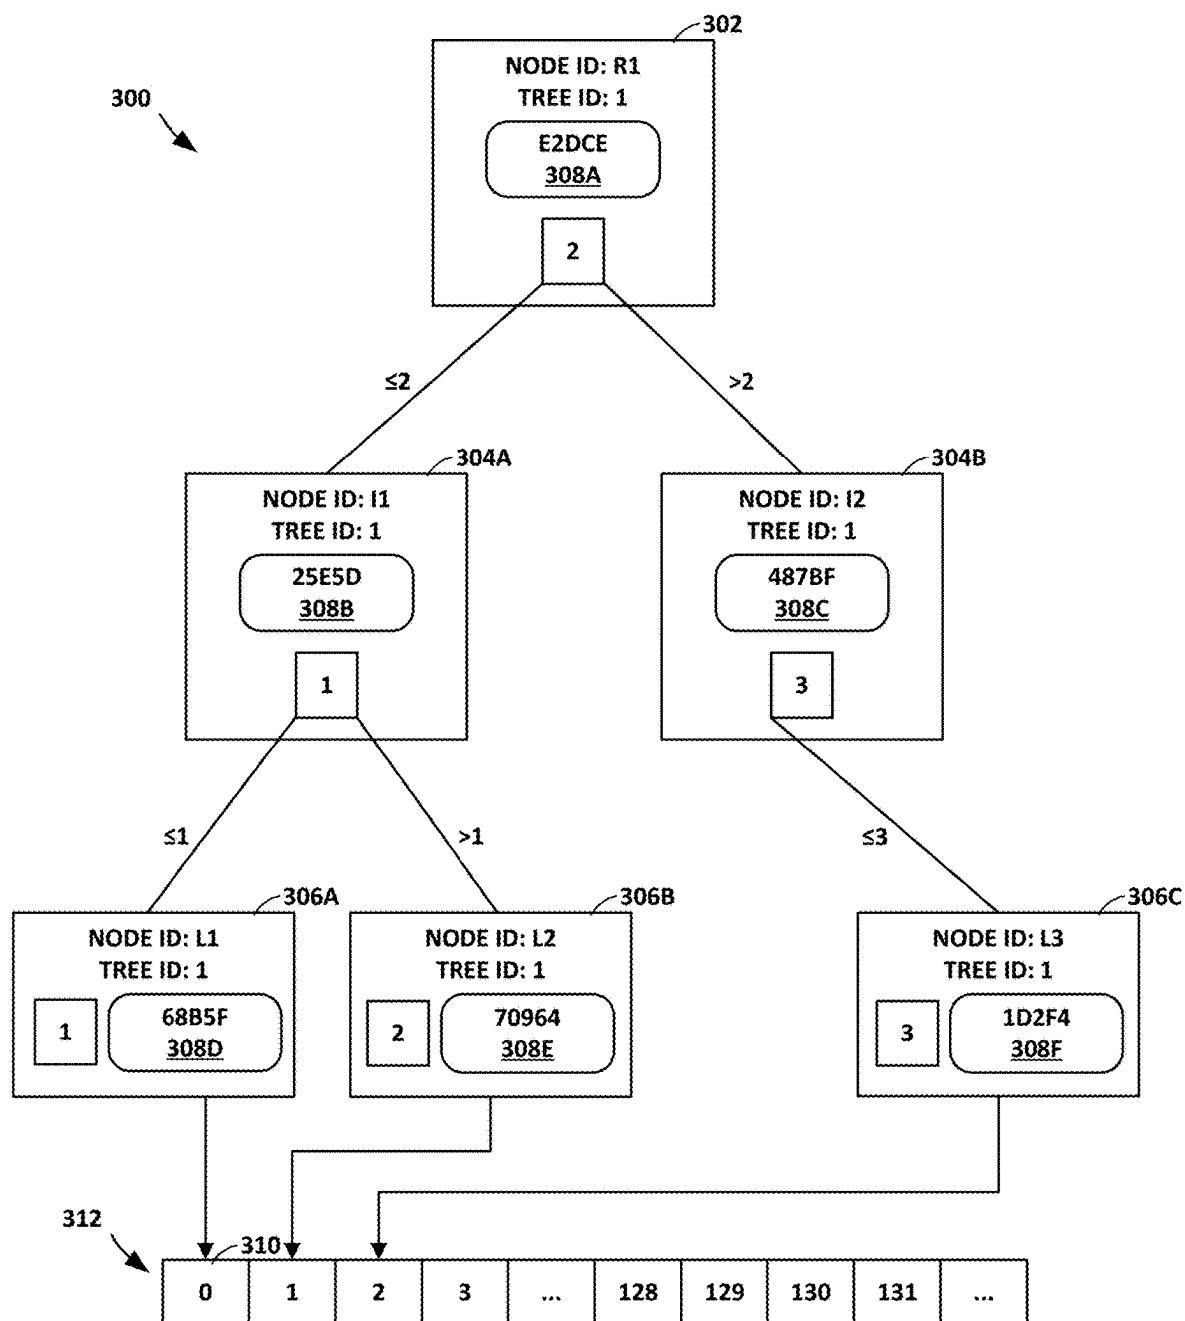 302
NODE ID: R1
TREE ID: 1
300
E2DCE
308A
2
≤2
>2
304A
304B
NODE ID: I1
TREE ID: 1
25E5D
308B
1
NODE ID: I2
TREE ID: 1
487BF
308C
3
≤1
>1
≤3
306A
306B
306C
NODE ID: L1
TREE ID: 1
1
68B5F
308D
NODE ID: L2
TREE ID: 1
2
70964
308E
NODE ID: L3
TREE ID: 1
3
1D2F4
308F
312
310
0 1 2 3 ... 128 129 130 131 ...